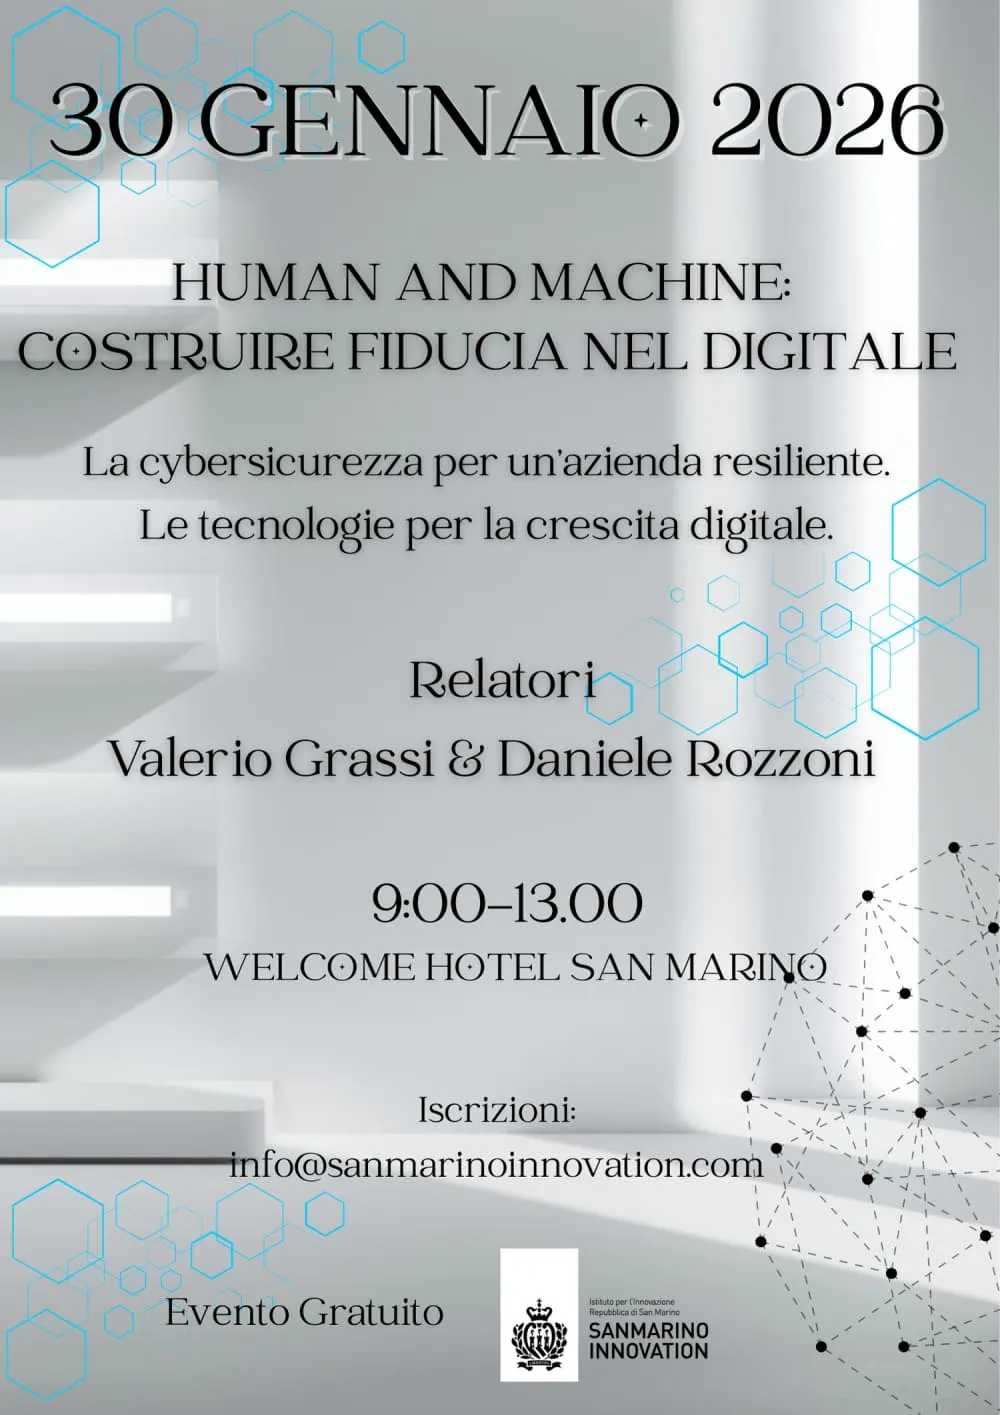 30 GENNAIO 2026
HUMAN AND MACHINE:
COSTRUIRE FIDUCIA NEL DIGITALE
La cybersicurezza per un'azienda resiliente.
Le tecnologie per la crescita digitale.
Relatori
Valerio Grassi & Daniele Rozzoni
9:00–13.00
WELCOME HOTEL SAN MARINO
Iscrizioni:
info@sanmarinoinnovation.com
Evento Gratuito
Istituto per l'Innovazione
Repubblica di San Marino
SANMARINO
INNOVATION